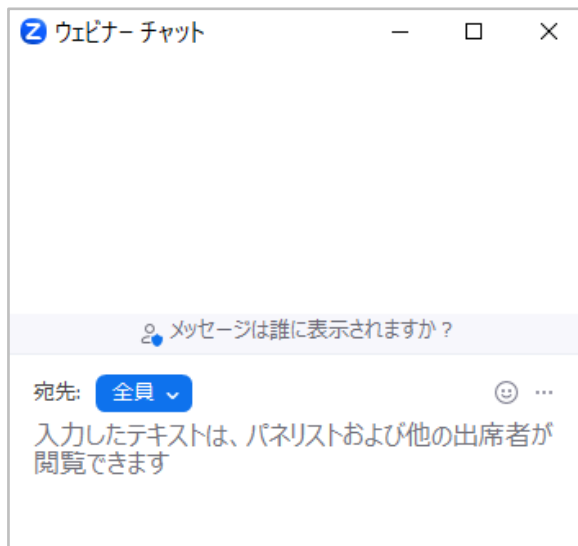 Z ウェビナー チャット
メッセージは誰に表示されますか？
宛先: 全員
入力したテキストは、パネリストおよび他の出席者が
閲覧できます